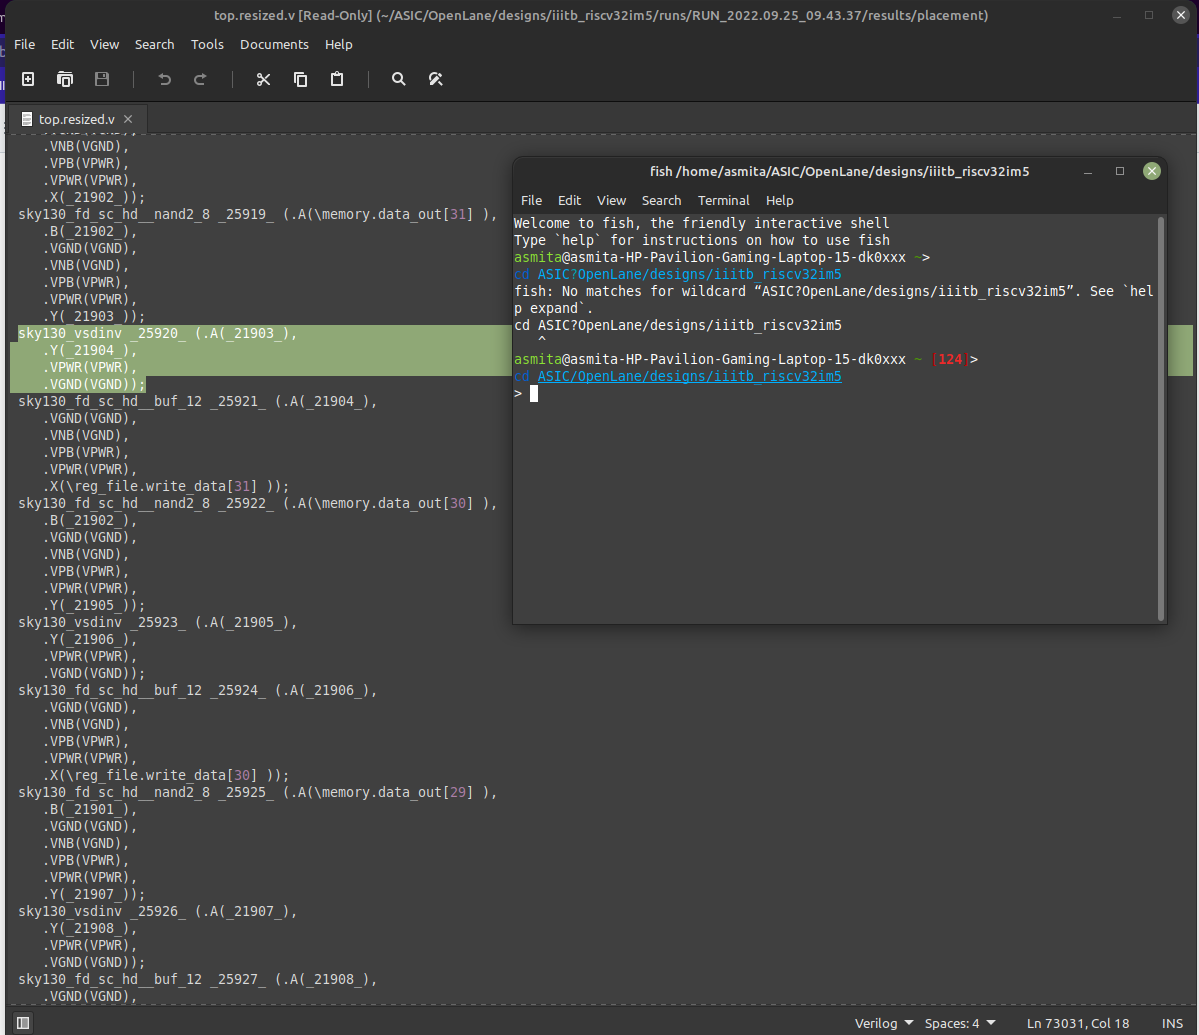 top.resized.v [Read-Only] (~/ASIC/OpenLane/designs/iiitb_riscv32im5/runs/RUN_2022.09.25_09.43.37/results/placement)
File Edit View Search Tools Documents Help
top.resized.v
.VGND(VGND),
.VNB(VGND),
.VPB(VPWR),
.VPWR(VPWR),
.X(_21902_));
sky130_fd_sc_hd__nand2_8 _25919_ (.A(\memory.data_out[31] ),
.B(_21902_),
.VGND(VGND),
.VNB(VGND),
.VPB(VPWR),
.VPWR(VPWR),
.Y(_21903_));
sky130_vsdinv _25920_ (.A(_21903_),
.Y(_21904_),
.VPWR(VPWR),
.VGND(VGND));
sky130_fd_sc_hd__buf_12 _25921_ (.A(_21904_),
.VGND(VGND),
.VNB(VGND),
.VPB(VPWR),
.VPWR(VPWR),
.X(\reg_file.write_data[31] ));
sky130_fd_sc_hd__nand2_8 _25922_ (.A(\memory.data_out[30] ),
.B(_21902_),
.VGND(VGND),
.VNB(VGND),
.VPB(VPWR),
.VPWR(VPWR),
.Y(_21905_));
sky130_vsdinv _25923_ (.A(_21905_),
.Y(_21906_),
.VPWR(VPWR),
.VGND(VGND));
sky130_fd_sc_hd__buf_12 _25924_ (.A(_21906_),
.VGND(VGND),
.VNB(VGND),
.VPB(VPWR),
.VPWR(VPWR),
.X(\reg_file.write_data[30] ));
sky130_fd_sc_hd__nand2_8 _25925_ (.A(\memory.data_out[29] ),
.B(_21901_),
.VGND(VGND),
.VNB(VGND),
.VPB(VPWR),
.VPWR(VPWR),
.Y(_21907_));
sky130_vsdinv _25926_ (.A(_21907_),
.Y(_21908_),
.VPWR(VPWR),
.VGND(VGND));
sky130_fd_sc_hd__buf_12 _25927_ (.A(_21908_),
.VGND(VGND),
fish /home/asmita/ASIC/OpenLane/designs/iiitb_riscv32im5
File Edit View Search Terminal Help
Welcome to fish, the friendly interactive shell
Type `help` for instructions on how to use fish
asmita@asmita-HP-Pavilion-Gaming-Laptop-15-dk0xxx ~>
cd ASIC?OpenLane/designs/iiitb_riscv32im5
fish: No matches for wildcard “ASIC?OpenLane/designs/iiitb_riscv32im5”. See `hel
p expand`.
cd ASIC?OpenLane/designs/iiitb_riscv32im5
^
asmita@asmita-HP-Pavilion-Gaming-Laptop-15-dk0xxx ~ |124|>
cd ASIC/OpenLane/designs/iiitb_riscv32im5
>
Verilog Spaces: 4 Ln 73031, Col 18 INS